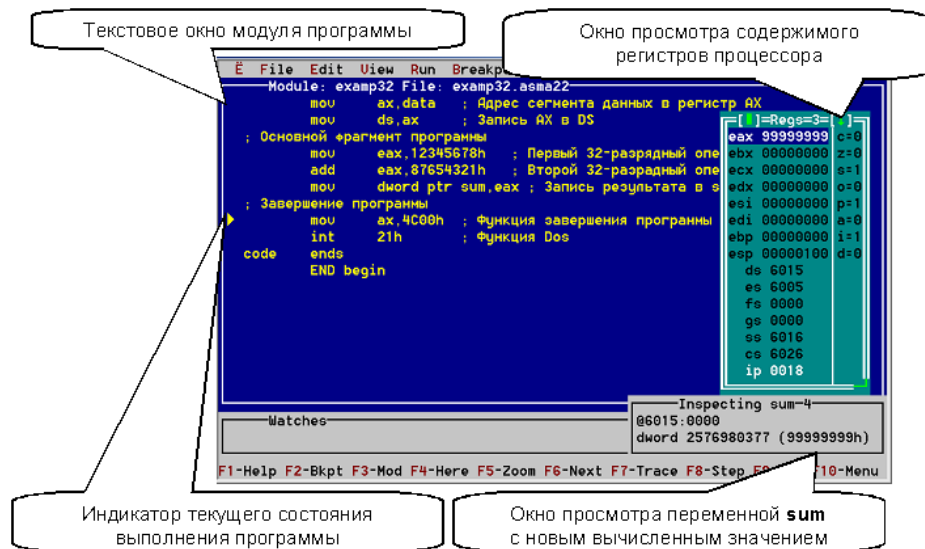 Текстовое окно модуля программы
Окно просмотра содержимого
регистров процессора
Ë File Edit View Run Breakp
Module: examp32 File: examp32.asma22
mov ax,data ; Адрес сегмента данных в регистр AX
mov ds,ax ; Запись AX в DS
; Основной фрагмент программы
mov eax,12345678h ; Первый 32-разрядный опе
add eax,87654321h ; Второй 32-разрадный опе
mov dword ptr sum,eax ; Запись результата в s
; Завершение программы
mov ax,4C00h ; Функция завершения программы
int 21h ; Функция Dos
code ends
END begin
=[ ]=Regs=3=[ ]=
eax 99999999 c=0
ebx 00000000 z=0
ecx 00000000 s=1
edx 00000000 o=0
esi 00000000 p=1
edi 00000000 a=0
ebp 00000000 i=1
esp 00000100 d=0
ds 6015
es 6005
fs 0000
gs 0000
ss 6016
cs 6026
ip 0018
Watches
Inspecting sum—4
@6015:0000
dword 2576980377 (99999999h)
F1-Help F2-Bkpt F3-Mod F4-Here F5-Zoom F6-Next F7-Trace F8-Step F9 F10-Menu
Индикатор текущего состояния
выполнения программы
Окно просмотра переменной sum
с новым вычисленным значением